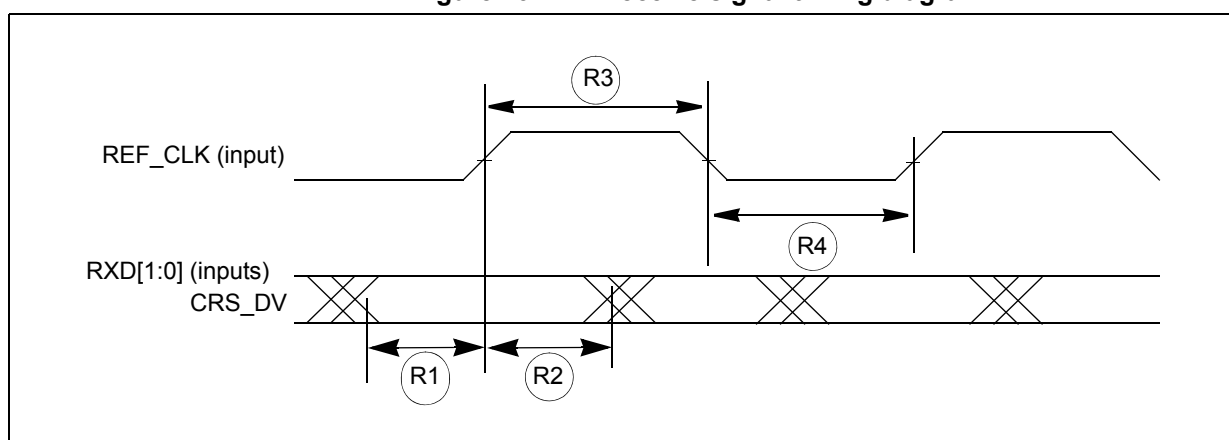 R3
REF_CLK (input)
R4
RXD[1:0] (inputs)
CRS_DV
R1
R2